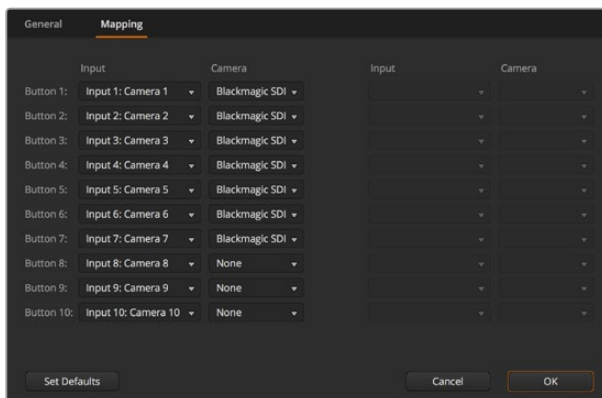 General Mapping
Input Camera Input Camera
Button 1: Input 1: Camera 1 Blackmagic SDI
Button 2: Input 2: Camera 2 Blackmagic SDI
Button 3: Input 3: Camera 3 Blackmagic SDI
Button 4: Input 4: Camera 4 Blackmagic SDI
Button 5: Input 5: Camera 5 Blackmagic SDI
Button 6: Input 6: Camera 6 Blackmagic SDI
Button 7: Input 7: Camera 7 Blackmagic SDI
Button 8: Input 8: Camera 8 None
Button 9: Input 9: Camera 9 None
Button 10: Input 10: Camera 10 None
Set Defaults Cancel OK